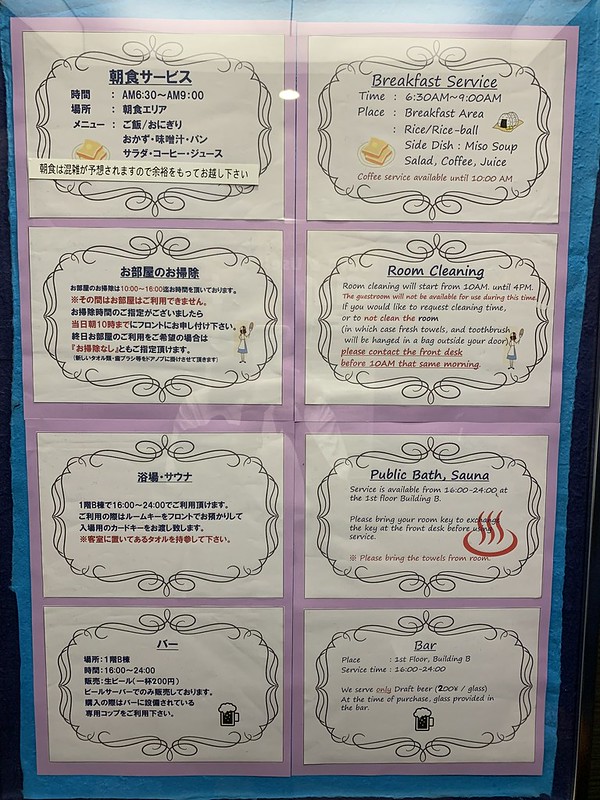 朝食サービス
時間 : AM6:30〜AM9:00
場所 : 朝食エリア
メニュー : ご飯/おにぎり
おかず・味噌汁・パン
サラダ・コーヒー・ジュース
朝食は混雑が予想されますので余裕をもってお越し下さい
Breakfast Service
Time : 6:30AM~9:00AM
Place : Breakfast Area
: Rice/Rice-ball
Side Dish : Miso Soup
Salad, Coffee, Juice
Coffee service available until 10:00 AM
お部屋のお掃除
お部屋のお掃除は10:00〜16:00迄お時間を頂いております。
※その間はお部屋はご利用できません。
お掃除時間のご指定がございましたら
当日朝10時までにフロントにお申し付け下さい。
終日お部屋のご利用をご希望の場合は
『お掃除なし』ともご指定頂けます。
(新しいタオル類・歯ブラシ等をドアノブに掛けさせて頂きます)
Room Cleaning
Room cleaning will start from 10AM. until 4PM.
The guestroom will not be available for use during this time.
If you would like to request cleaning time,
or to not clean the room
(in which case fresh towels, and toothbrush
will be hanged in a bag outside your door)
please contact the front desk
before 10AM that same morning.
浴場・サウナ
1階B棟で16:00〜24:00でご利用頂けます。
ご利用の際はルームキーをフロントでお預かりして
入場用のカードキーをお渡し致します。
※客室に置いてあるタオルを持参して下さい。
Public Bath, Sauna
Service is available from 16:00-24:00 at
the 1st floor Building B.
Please bring your room key to exchange
the key at the front desk before using
service.
※ Please bring the towels from room.
バー
場所:1階B棟
時間:16:00〜24:00
販売:生ビール(一杯200円)
ビールサーバーでのみ販売しております。
購入の際はバーに設備されている
専用コップをご利用下さい。
Bar
Place : 1st Floor, Building B
Service time : 16:00-24:00
We serve only Draft beer (200¥ / glass)
At the time of purchase, glass provided in
the bar.